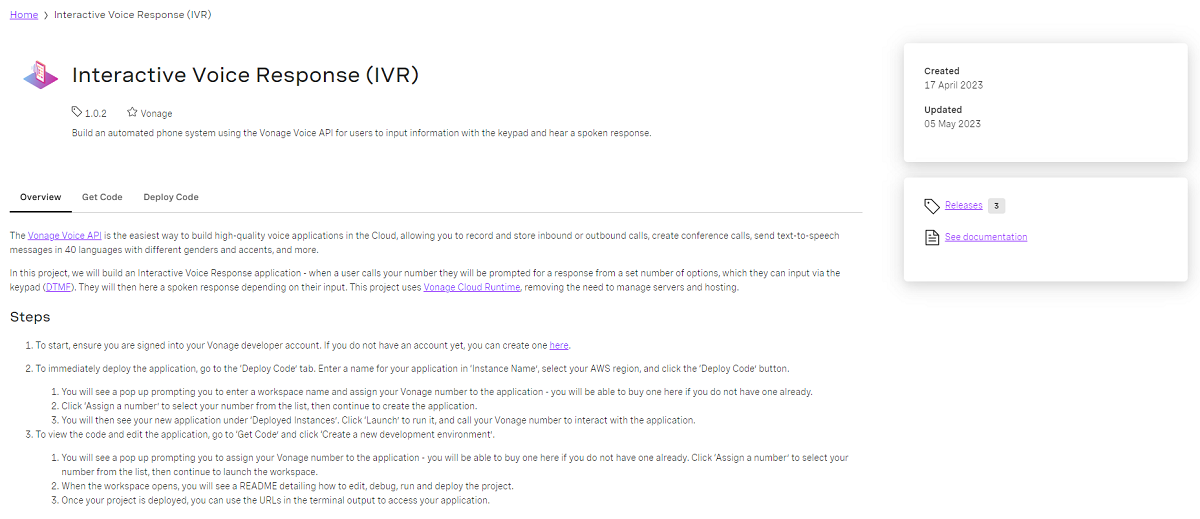 Home > Interactive Voice Response (IVR)
Interactive Voice Response (IVR)
1.0.2 Vonage
Build an automated phone system using the Vonage Voice API for users to input information with the keypad and hear a spoken response.
Created
17 April 2023
Updated
05 May 2023
Overview Get Code Deploy Code
Releases 3
See documentation
The Vonage Voice API is the easiest way to build high-quality voice applications in the Cloud, allowing you to record and store inbound or outbound calls, create conference calls, send text-to-speech
messages in 40 languages with different genders and accents, and more.
In this project, we will build an Interactive Voice Response application - when a user calls your number they will be prompted for a response from a set number of options, which they can input via the
keypad (DTMF). They will then here a spoken response depending on their input. This project uses Vonage Cloud Runtime, removing the need to manage servers and hosting.
Steps
1. To start, ensure you are signed into your Vonage developer account. If you do not have an account yet, you can create one here.
2. To immediately deploy the application, go to the 'Deploy Code' tab. Enter a name for your application in 'Instance Name', select your AWS region, and click the 'Deploy Code' button.
1. You will see a pop up prompting you to enter a workspace name and assign your Vonage number to the application - you will be able to buy one here if you do not have one already.
2. Click 'Assign a number' to select your number from the list, then continue to create the application.
3. You will then see your new application under 'Deployed Instances'. Click 'Launch' to run it, and call your Vonage number to interact with the application.
3. To view the code and edit the application, go to 'Get Code' and click 'Create a new development environment'.
1. You will see a pop up prompting you to assign your Vonage number to the application - you will be able to buy one here if you do not have one already. Click 'Assign a number' to select your
number from the list, then continue to launch the workspace.
2. When the workspace opens, you will see a README detailing how to edit, debug, run and deploy the project.
3. Once your project is deployed, you can use the URLs in the terminal output to access your application.